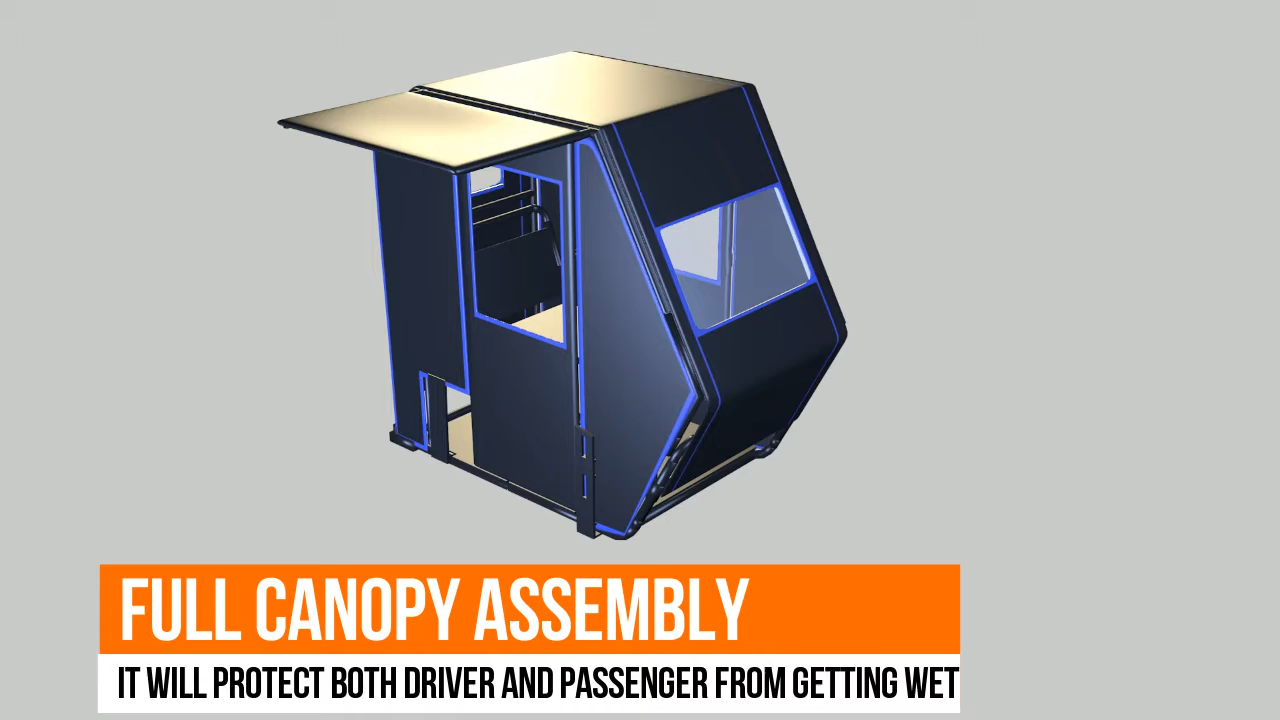 FULL CANOPY ASSEMBLY
IT WILL PROTECT BOTH DRIVER AND PASSENGER FROM GETTING WET